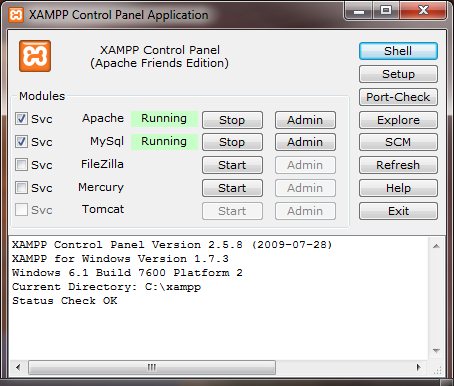 XAMPP Control Panel Application
XAMPP Control Panel
(Apache Friends Edition)
Shell
Setup
Port-Check
Explore
SCM
Refresh
Help
Exit
Modules
Svc Apache Running Stop Admin
Svc MySql Running Stop Admin
Svc FileZilla Start Admin
Svc Mercury Start Admin
Svc Tomcat Start Admin
XAMPP Control Panel Version 2.5.8 (2009-07-28)
XAMPP for Windows Version 1.7.3
Windows 6.1 Build 7600 Platform 2
Current Directory: C:\xampp
Status Check OK